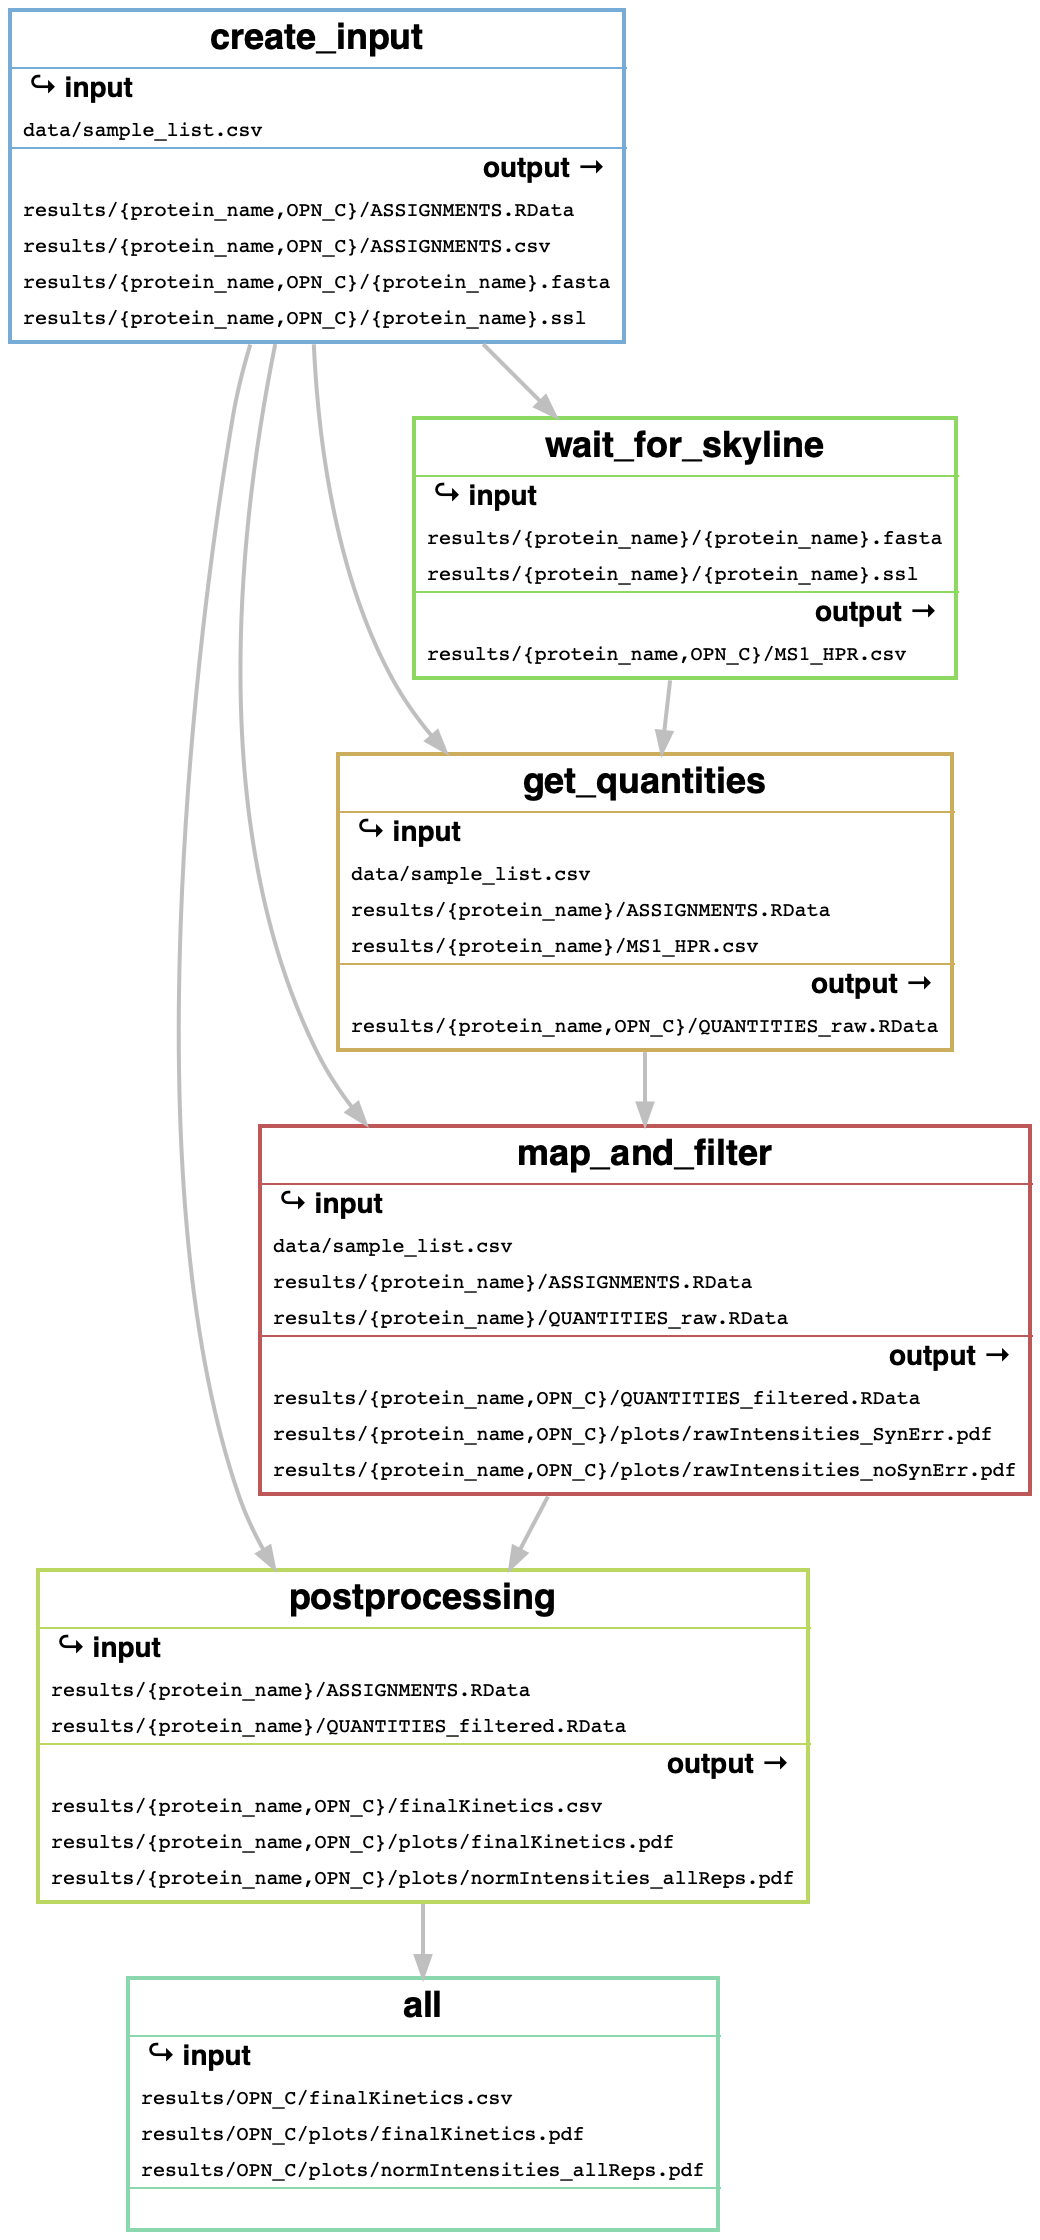 create_input
↪ input
data/sample_list.csv
output →
results/{protein_name,OPN_C}/ASSIGNMENTS.RData
results/{protein_name,OPN_C}/ASSIGNMENTS.csv
results/{protein_name,OPN_C}/{protein_name}.fasta
results/{protein_name,OPN_C}/{protein_name}.ssl
wait_for_skyline
↪ input
results/{protein_name}/{protein_name}.fasta
results/{protein_name}/{protein_name}.ssl
output →
results/{protein_name,OPN_C}/MS1_HPR.csv
get_quantities
↪ input
data/sample_list.csv
results/{protein_name}/ASSIGNMENTS.RData
results/{protein_name}/MS1_HPR.csv
output →
results/{protein_name,OPN_C}/QUANTITIES_raw.RData
map_and_filter
↪ input
data/sample_list.csv
results/{protein_name}/ASSIGNMENTS.RData
results/{protein_name}/QUANTITIES_raw.RData
output →
results/{protein_name,OPN_C}/QUANTITIES_filtered.RData
results/{protein_name,OPN_C}/plots/rawIntensities_SynErr.pdf
results/{protein_name,OPN_C}/plots/rawIntensities_noSynErr.pdf
postprocessing
↪ input
results/{protein_name}/ASSIGNMENTS.RData
results/{protein_name}/QUANTITIES_filtered.RData
output →
results/{protein_name,OPN_C}/finalKinetics.csv
results/{protein_name,OPN_C}/plots/finalKinetics.pdf
results/{protein_name,OPN_C}/plots/normIntensities_allReps.pdf
all
↪ input
results/OPN_C/finalKinetics.csv
results/OPN_C/plots/finalKinetics.pdf
results/OPN_C/plots/normIntensities_allReps.pdf